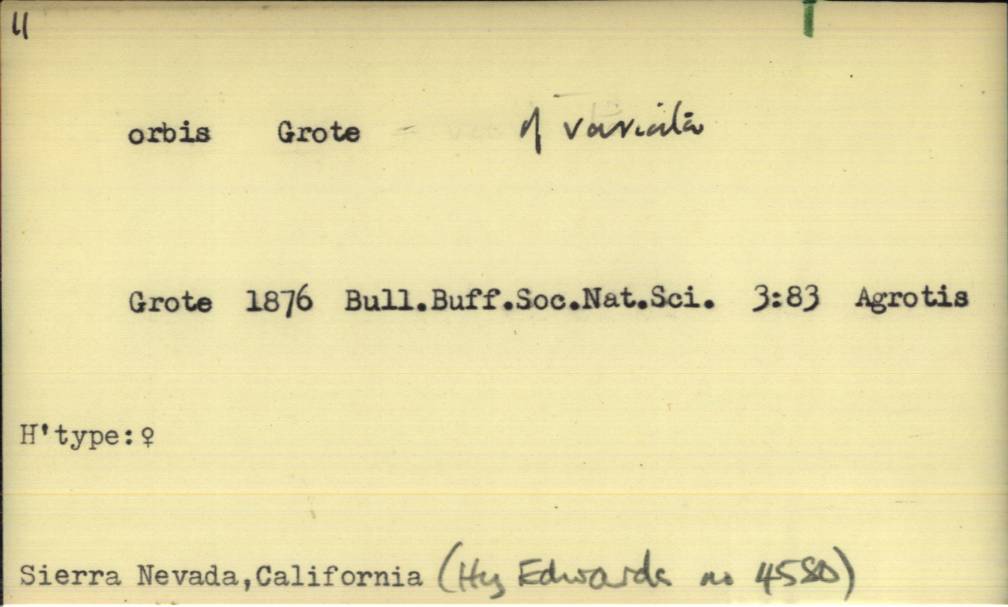 orbis Grote of variata
Grote 1876 Bull.Buff.Soc.Nat.Sci. 3:83 Agrotis
H'type:♀
Sierra Nevada,California (Hy Edwards no 4580)